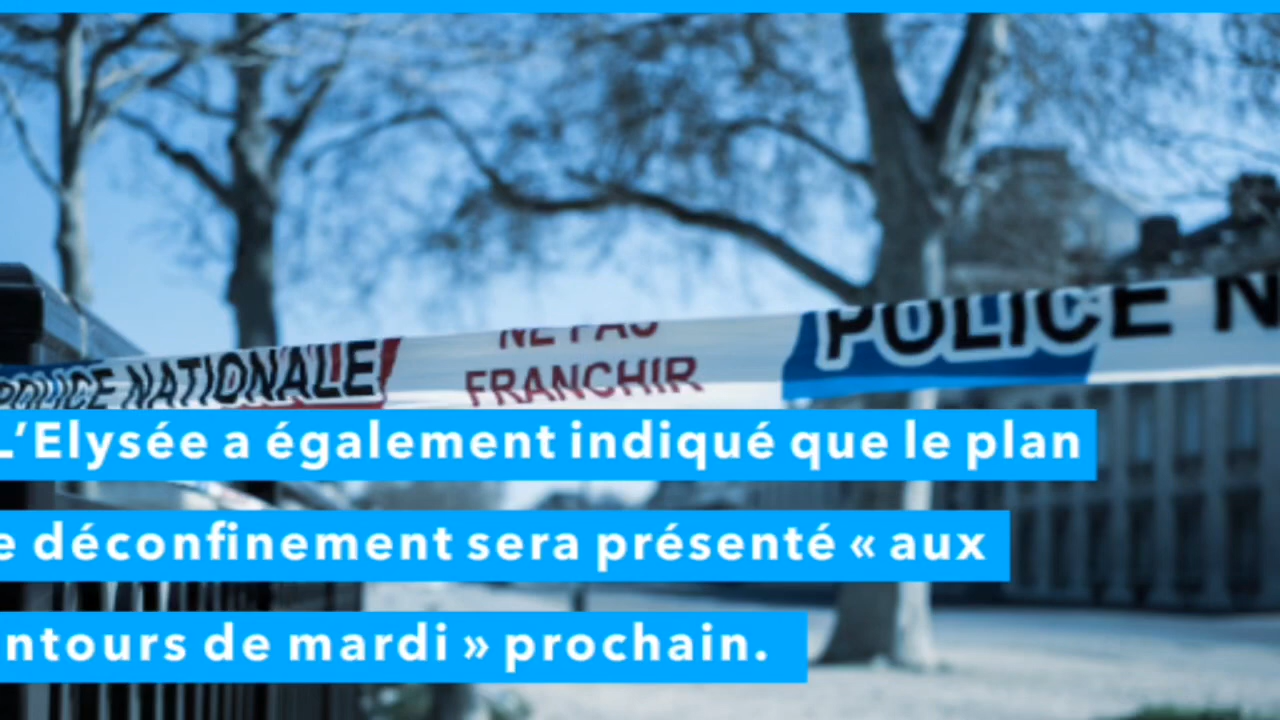 POLICE NATIONALE
NE PAS
FRANCHIR
POLICE N
L'Elysée a également indiqué que le plan
e déconfinement sera présenté « aux
ntours de mardi » prochain.